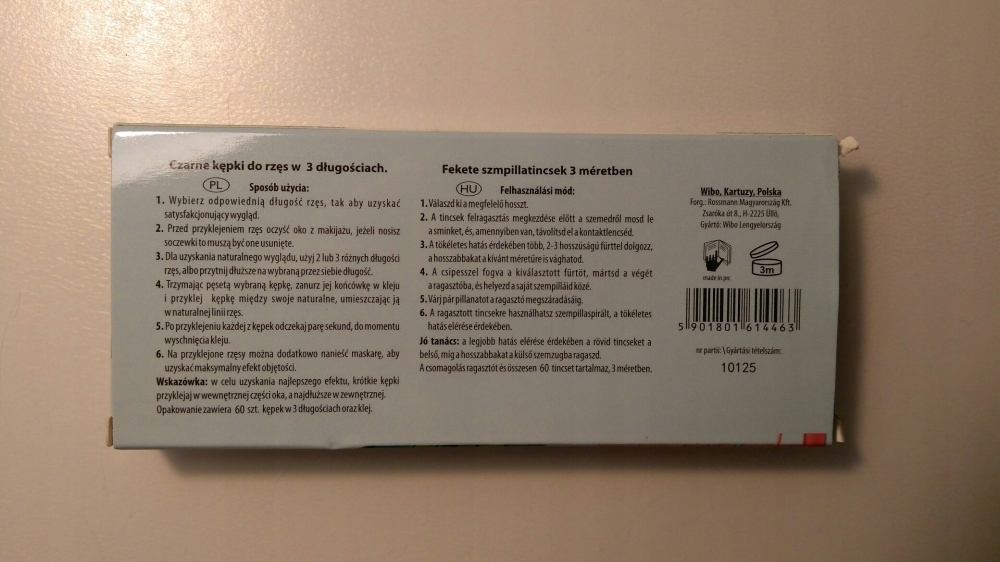 Czarne kępki do rzęs w 3 długościach.
PL Sposób użycia:
1. Wybierz odpowiednią długość rzęs, tak aby uzyskać
satysfakcjonujący wygląd.
2. Przed przyklejeniem rzęs oczyść oko z makijażu, jeżeli nosisz
soczewki to muszą być one usunięte.
3. Dla uzyskania naturalnego wyglądu, użyj 2 lub 3 różnych długości
rzęs, albo przytnij dłuższe na wybraną przez siebie długość.
4. Trzymając pęsetą wybraną kępkę, zanurz jej końcówkę w kleju
i przyklej kępkę między swoje naturalne, umieszczając ją
w naturalnej linii rzęs.
5. Po przyklejeniu każdej z kępek odczekaj parę sekund, do momentu
wyschnięcia kleju.
6. Na przyklejone rzęsy można dodatkowo nanieść maskarę, aby
uzyskać maksymalny efekt objętości.
Wskazówka: w celu uzyskania najlepszego efektu, krótkie kępki
przyklejaj w wewnętrznej części oka, a najdłuższe w zewnętrznej.
Opakowanie zawiera 60 szt. kępek w 3 długościach oraz klej.
Fekete szmpillatincsek 3 méretben
HU Felhasználási mód:
1. Válaszd ki a megfelelő hosszt.
2. A tincsek felragasztás megkezdése előtt a szemedről mosd le
a sminket, és, amennyiben van, távolítsd el a kontaktlencséd.
3. A tökéletes hatás érdekében több, 2-3 hosszúságú fürttel dolgozz,
a hosszabbakat a kívánt méretűre is vághatod.
4. A csipesszel fogva a kiválasztott fürtöt, mártsd a végét
a ragasztóba, és helyezd a saját szempilláid közé.
5. Várj pár pillanatot a ragasztó megszáradásáig.
6. A ragasztott tincsekre használhatsz szempillaspirált, a tökéletes
hatás elérése érdekében.
Jó tanács: a legjobb hatás elérése érdekében a rövid tincseket a
belső, míg a hosszabbakat a külső szemzugba ragaszd.
A csomagolás ragasztót és összesen 60 tincset tartalmaz, 3 méretben.
Wibo, Kartuzy, Polska
Forg.: Rossmann Magyarország Kft.
Zsaróka út 8., H-2225 Üllő,
Gyártó: Wibo Lengyelország
made in prc
3m
5 901801 614463
nr partii: \ Gyártási tételszám:
10125